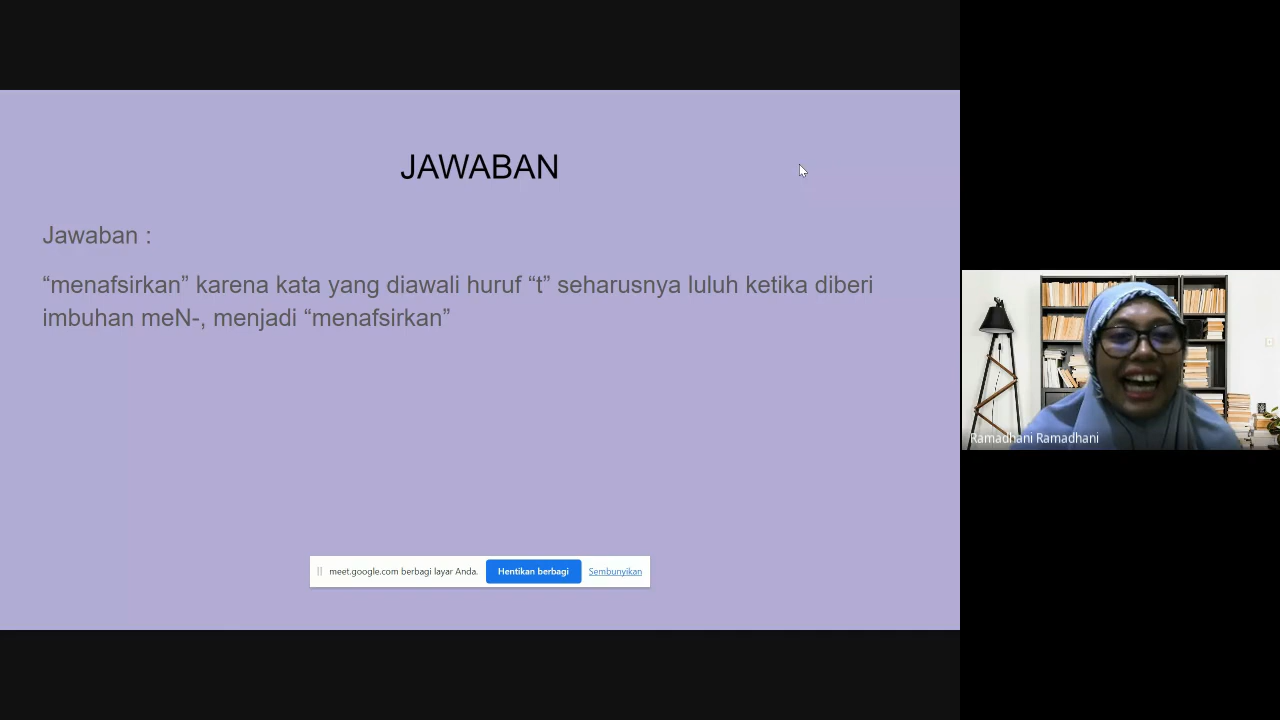 JAWABAN
Jawaban :
“menafsirkan” karena kata yang diawali huruf “t” seharusnya luluh ketika diberi
imbuhan meN-, menjadi “menafsirkan”
meet.google.com berbagi layar Anda. Hentikan berbagi Sembunyikan
Ramadhani Ramadhani